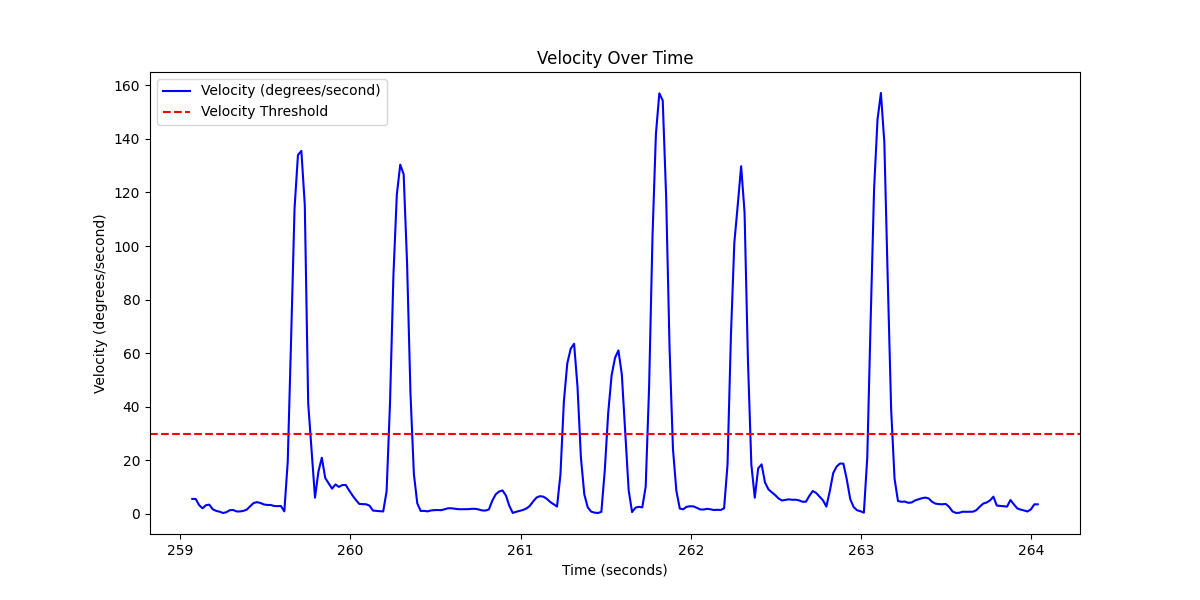 Velocity Over Time
Velocity (degrees/second)
Velocity Threshold
160
140
120
100
80
60
40
20
0
Velocity (degrees/second)
259 260 261 262 263 264
Time (seconds)